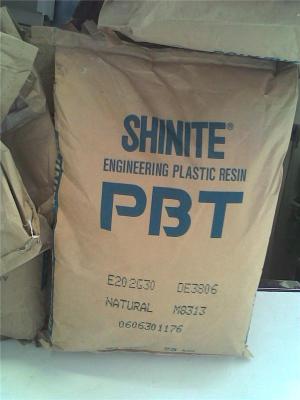 SHINITE®
ENGINEERING PLASTIC RESIN
PBT
E202G30 DE3806
NATURAL M8313
0606301176